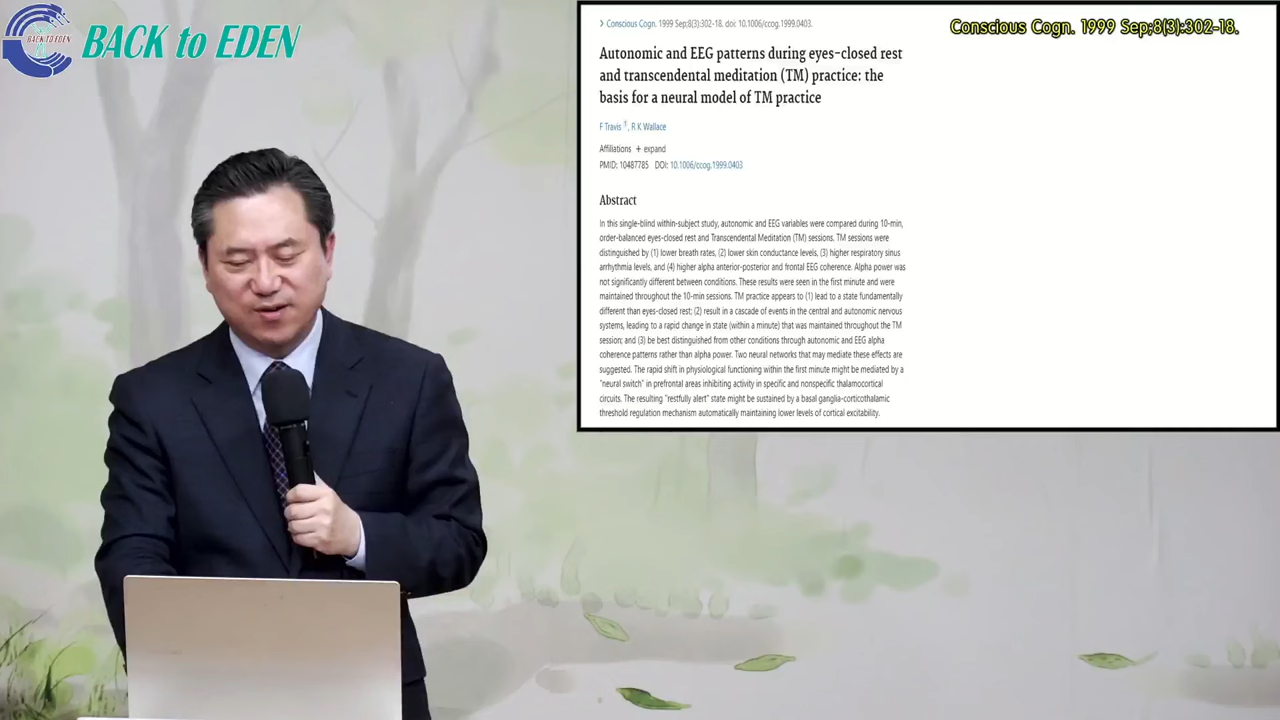 BACK TO EDEN
BACK to EDEN
Conscious Cogn. 1999 Sep;8(3):302-18. doi: 10.1006/ccog.1999.0403.
Conscious Cogn. 1999 Sep;8(3):302-18.
Autonomic and EEG patterns during eyes-closed rest
and transcendental meditation (TM) practice: the
basis for a neural model of TM practice
F Travis 1, R K Wallace
Affiliations + expand
PMID: 10487785 DOI: 10.1006/ccog.1999.0403
Abstract
In this single-blind within-subject study, autonomic and EEG variables were compared during 10-min,
order-balanced eyes-closed rest and Transcendental Meditation (TM) sessions. TM sessions were
distinguished by (1) lower breath rates, (2) lower skin conductance levels, (3) higher respiratory sinus
arrhythmia levels, and (4) higher alpha anterior-posterior and frontal EEG coherence. Alpha power was
not significantly different between conditions. These results were seen in the first minute and were
maintained throughout the 10-min sessions. TM practice appears to (1) lead to a state fundamentally
different than eyes-closed rest; (2) result in a cascade of events in the central and autonomic nervous
systems, leading to a rapid change in state (within a minute) that was maintained throughout the TM
session; and (3) be best distinguished from other conditions through autonomic and EEG alpha
coherence patterns rather than alpha power. Two neural networks that may mediate these effects are
suggested. The rapid shift in physiological functioning within the first minute might be mediated by a
"neural switch" in prefrontal areas inhibiting activity in specific and nonspecific thalamocortical
circuits. The resulting "restfully alert" state might be sustained by a basal ganglia-corticothalamic
threshold regulation mechanism automatically maintaining lower levels of cortical excitability.